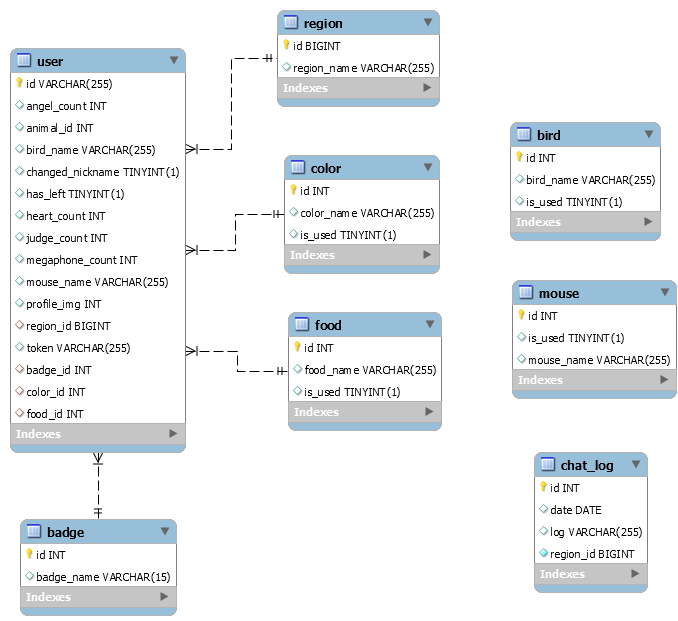 user
id VARCHAR(255)
angel_count INT
animal_id INT
bird_name VARCHAR(255)
changed_nickname TINYINT(1)
has_left TINYINT(1)
heart_count INT
judge_count INT
megaphone_count INT
mouse_name VARCHAR(255)
profile_img INT
region_id BIGINT
token VARCHAR(255)
badge_id INT
color_id INT
food_id INT
Indexes
badge
id INT
badge_name VARCHAR(15)
Indexes
region
id BIGINT
region_name VARCHAR(255)
Indexes
color
id INT
color_name VARCHAR(255)
is_used TINYINT(1)
Indexes
food
id INT
food_name VARCHAR(255)
is_used TINYINT(1)
Indexes
bird
id INT
bird_name VARCHAR(255)
is_used TINYINT(1)
Indexes
mouse
id INT
is_used TINYINT(1)
mouse_name VARCHAR(255)
Indexes
chat_log
id INT
date DATE
log VARCHAR(255)
region_id BIGINT
Indexes